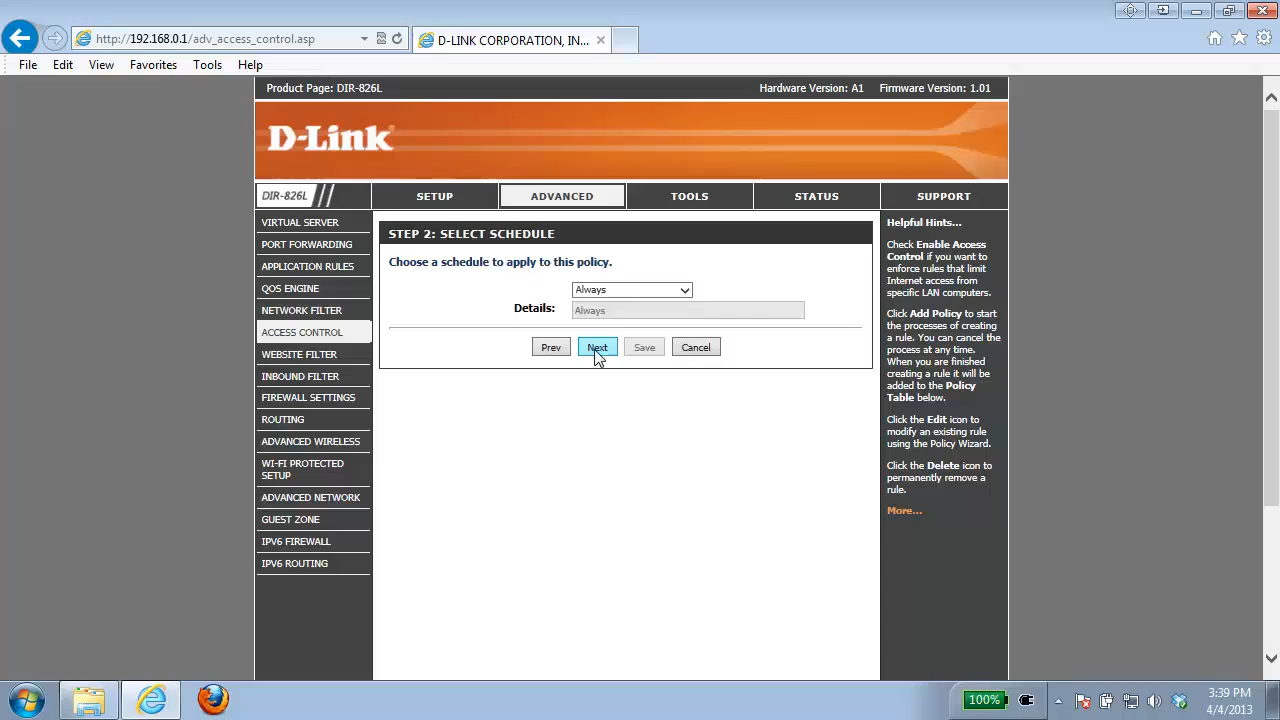 http://192.168.0.1/adv_access_control.asp
D-LINK CORPORATION, IN...
File Edit View Favorites Tools Help
Product Page: DIR-826L
Hardware Version: A1 Firmware Version: 1.01
D-Link
DIR-826L
SETUP
ADVANCED
TOOLS
STATUS
SUPPORT
VIRTUAL SERVER
PORT FORWARDING
APPLICATION RULES
QOS ENGINE
NETWORK FILTER
ACCESS CONTROL
WEBSITE FILTER
INBOUND FILTER
FIREWALL SETTINGS
ROUTING
ADVANCED WIRELESS
WI-FI PROTECTED
SETUP
ADVANCED NETWORK
GUEST ZONE
IPV6 FIREWALL
IPV6 ROUTING
STEP 2: SELECT SCHEDULE
Choose a schedule to apply to this policy.
Always
Details: Always
Prev Next Save Cancel
Helpful Hints...
Check Enable Access
Control if you want to
enforce rules that limit
Internet access from
specific LAN computers.
Click Add Policy to start
the processes of creating
a rule. You can cancel the
process at any time.
When you are finished
creating a rule it will be
added to the Policy
Table below.
Click the Edit icon to
modify an existing rule
using the Policy Wizard.
Click the Delete icon to
permanently remove a
rule.
More...
100%
3:39 PM
4/4/2013